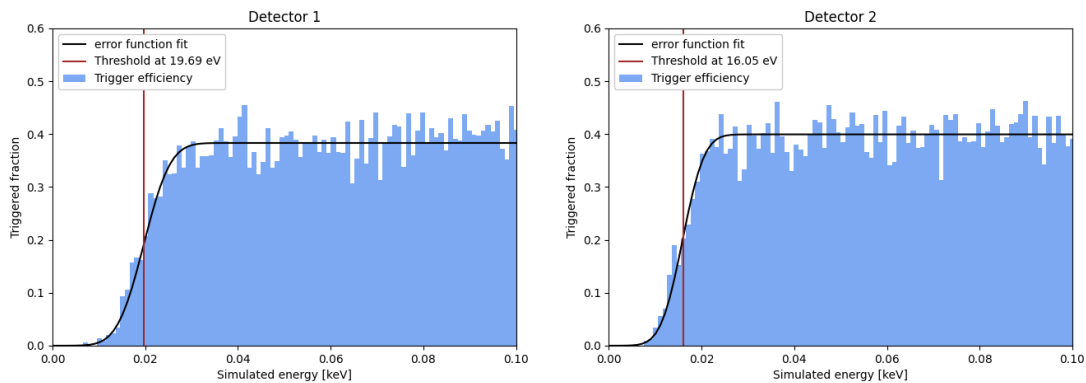 Detector 1
0.6
0.5
0.4
0.3
0.2
0.1
0.0
Triggered fraction
error function fit
Threshold at 19.69 eV
Trigger efficiency
0.00 0.02 0.04 0.06 0.08 0.10
Simulated energy [keV]
Detector 2
0.6
0.5
0.4
0.3
0.2
0.1
0.0
Triggered fraction
error function fit
Threshold at 16.05 eV
Trigger efficiency
0.00 0.02 0.04 0.06 0.08 0.10
Simulated energy [keV]